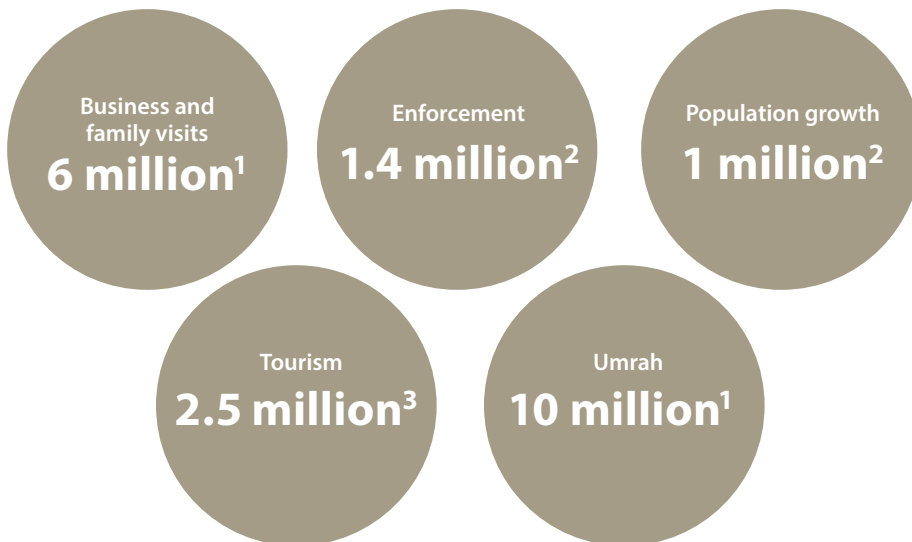 Business and
family visits
6 million¹
Enforcement
1.4 million²
Population growth
1 million²
Tourism
2.5 million³
Umrah
10 million¹